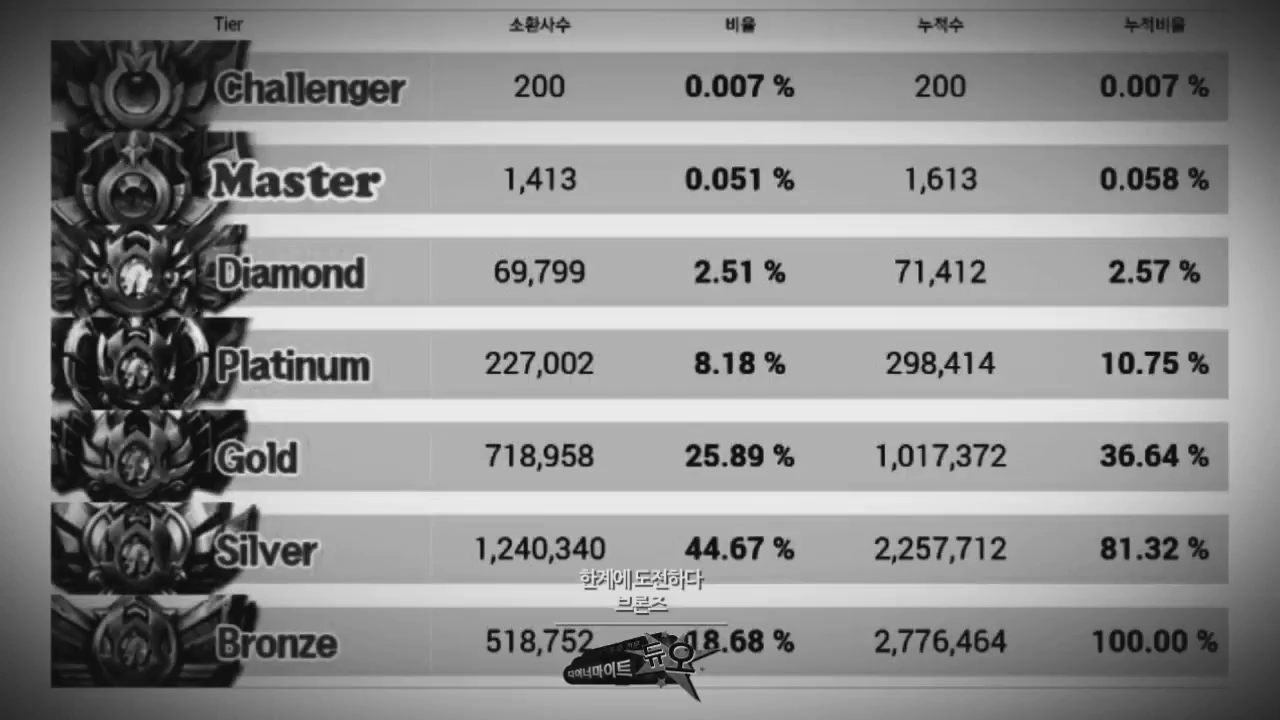 Tier 소환사수 비율 누적수 누적비율
Challenger 200 0.007 % 200 0.007 %
Master 1,413 0.051 % 1,613 0.058 %
Diamond 69,799 2.51 % 71,412 2.57 %
Platinum 227,002 8.18 % 298,414 10.75 %
Gold 718,958 25.89 % 1,017,372 36.64 %
Silver 1,240,340 44.67 % 2,257,712 81.32 %
한계에 도전하다
브론즈
Bronze 518,752 18.68 % 2,776,464 100.00 %
다이너마이트 듀오